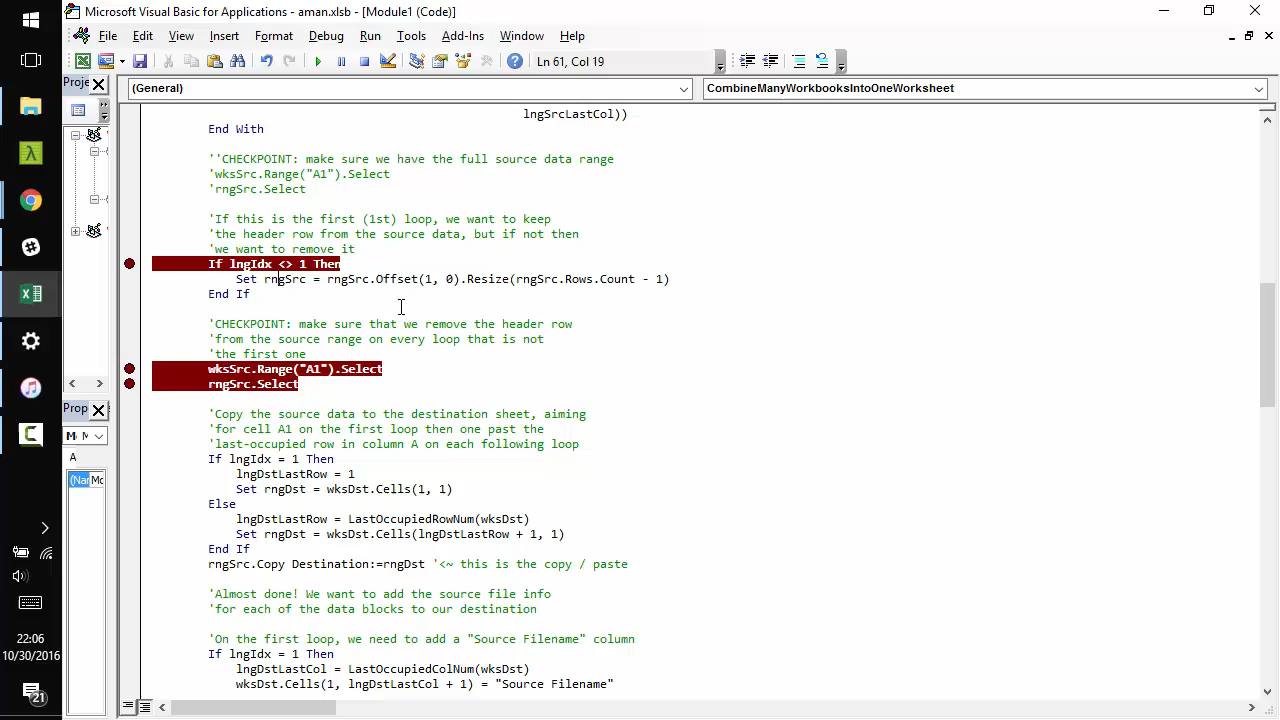 Microsoft Visual Basic for Applications - aman.xlsb - [Module1 (Code)]
File Edit View Insert Format Debug Run Tools Add-Ins Window Help
Ln 61, Col 19
Proje
(General)
CombineManyWorkbooksIntoOneWorksheet
lngSrcLastCol))
End With
''CHECKPOINT: make sure we have the full source data range
'wksSrc.Range("A1").Select
'rngSrc.Select
'If this is the first (1st) loop, we want to keep
'the header row from the source data, but if not then
'we want to remove it
If lngIdx <> 1 Then
Set rngSrc = rngSrc.Offset(1, 0).Resize(rngSrc.Rows.Count - 1)
End If
'CHECKPOINT: make sure that we remove the header row
'from the source range on every loop that is not
'the first one
wksSrc.Range("A1").Select
rngSrc.Select
'Copy the source data to the destination sheet, aiming
'for cell A1 on the first loop then one past the
'last-occupied row in column A on each following loop
If lngIdx = 1 Then
lngDstLastRow = 1
Set rngDst = wksDst.Cells(1, 1)
Else
lngDstLastRow = LastOccupiedRowNum(wksDst)
Set rngDst = wksDst.Cells(lngDstLastRow + 1, 1)
End If
rngSrc.Copy Destination:=rngDst '<~ this is the copy / paste
'Almost done! We want to add the source file info
'for each of the data blocks to our destination
'On the first loop, we need to add a "Source Filename" column
If lngIdx = 1 Then
lngDstLastCol = LastOccupiedColNum(wksDst)
wksDst.Cells(1, lngDstLastCol + 1) = "Source Filename"
Prop
A
(Nar Mo
22:06
10/30/2016
21